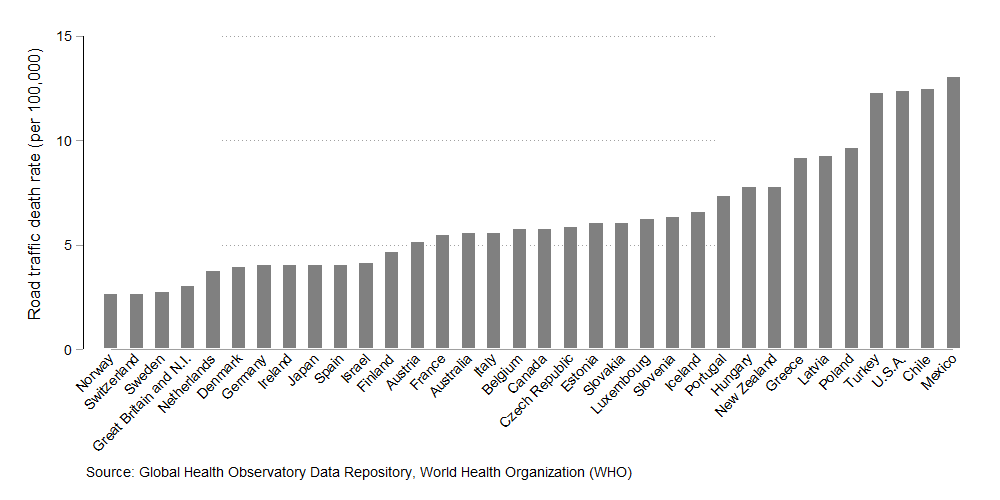 15
10
5
0
Road traffic death rate (per 100,000)
Norway
Switzerland
Sweden
Great Britain and N.I.
Netherlands
Denmark
Germany
Ireland
Japan
Spain
Israel
Finland
Austria
France
Australia
Italy
Belgium
Canada
Czech Republic
Estonia
Slovakia
Luxembourg
Slovenia
Iceland
Portugal
Hungary
New Zealand
Greece
Latvia
Poland
Turkey
U.S.A.
Chile
Mexico
Source: Global Health Observatory Data Repository, World Health Organization (WHO)